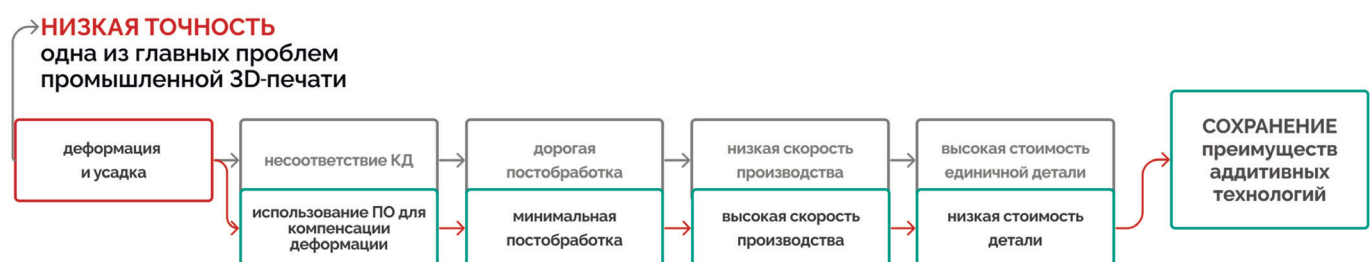 НИЗКАЯ ТОЧНОСТЬ
одна из главных проблем
промышленной 3D-печати
деформация
и усадка
несоответствие КД
дорогая
постобработка
низкая скорость
производства
высокая стоимость
единичной детали
использование ПО для
компенсации
деформации
минимальная
постобработка
высокая скорость
производства
низкая стоимость
детали
СОХРАНЕНИЕ
преимуществ
аддитивных
технологий